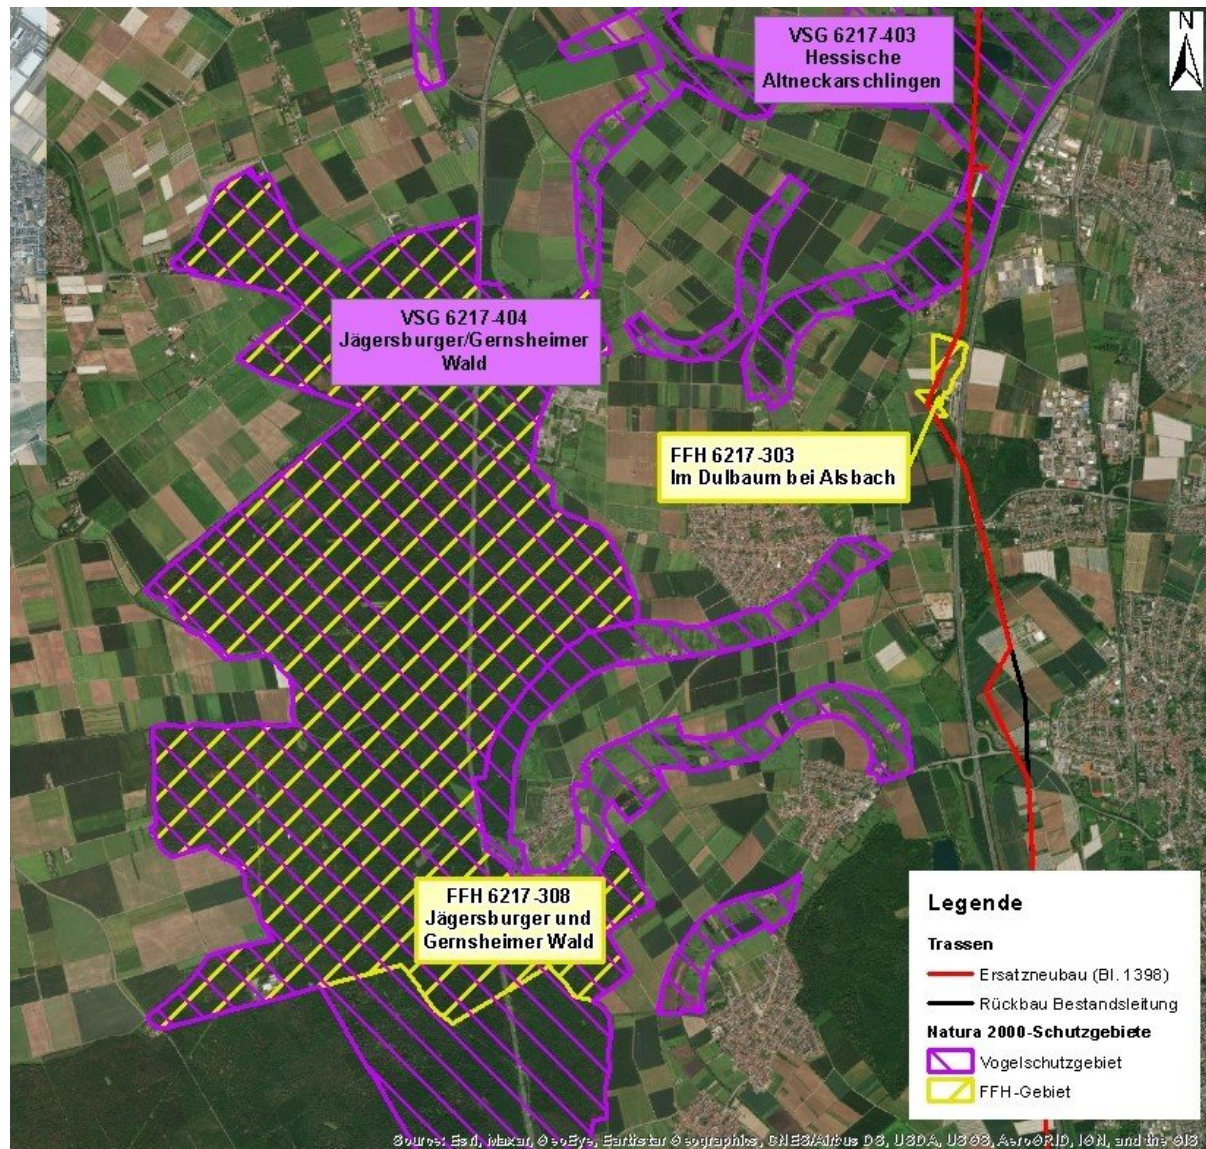 VSG 6217-403
Hessische
Altneckarschlingen
N
VSG 6217-404
Jägersburger/Gernsheimer
Wald
FFH 6217-303
Im Dulbaum bei Alsbach
FFH 6217-308
Jägersburger und
Gernsheimer Wald
Legende
Trassen
Ersatzneubau (Bl. 1398)
Rückbau Bestandsleitung
Natura 2000-Schutzgebiete
Vogelschutzgebiet
FFH-Gebiet
Source: Esri, Maxar, GeoEye, Earthstar Geographics, CNES/Airbus DS, USDA, USGS, AeroGRID, IGN, and the GIS